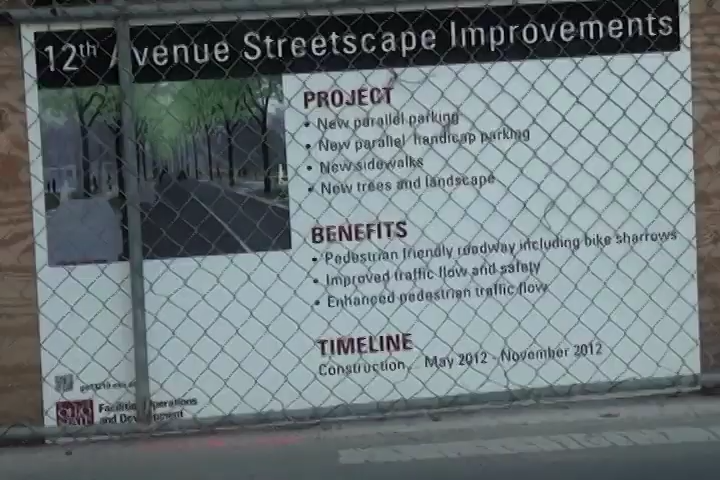 12th Avenue Streetscape Improvements
PROJECT
• New parallel parking
• New parallel handicap parking
• New sidewalks
• New trees and landscape
BENEFITS
• Pedestrian friendly roadway including bike sharrows
• Improved traffic flow and safety
• Enhanced pedestrian traffic flow
TIMELINE
Construction May 2012 - November 2012
OHIO
STATE
Facilities Operations
and Development